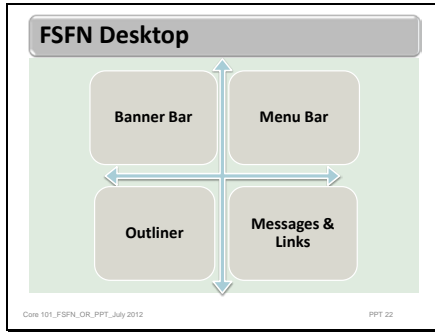 FSFN Desktop
Banner Bar
Menu Bar
Outliner
Messages &
Links
Core 101_FSFN_OR_PPT_July 2012
PPT 22